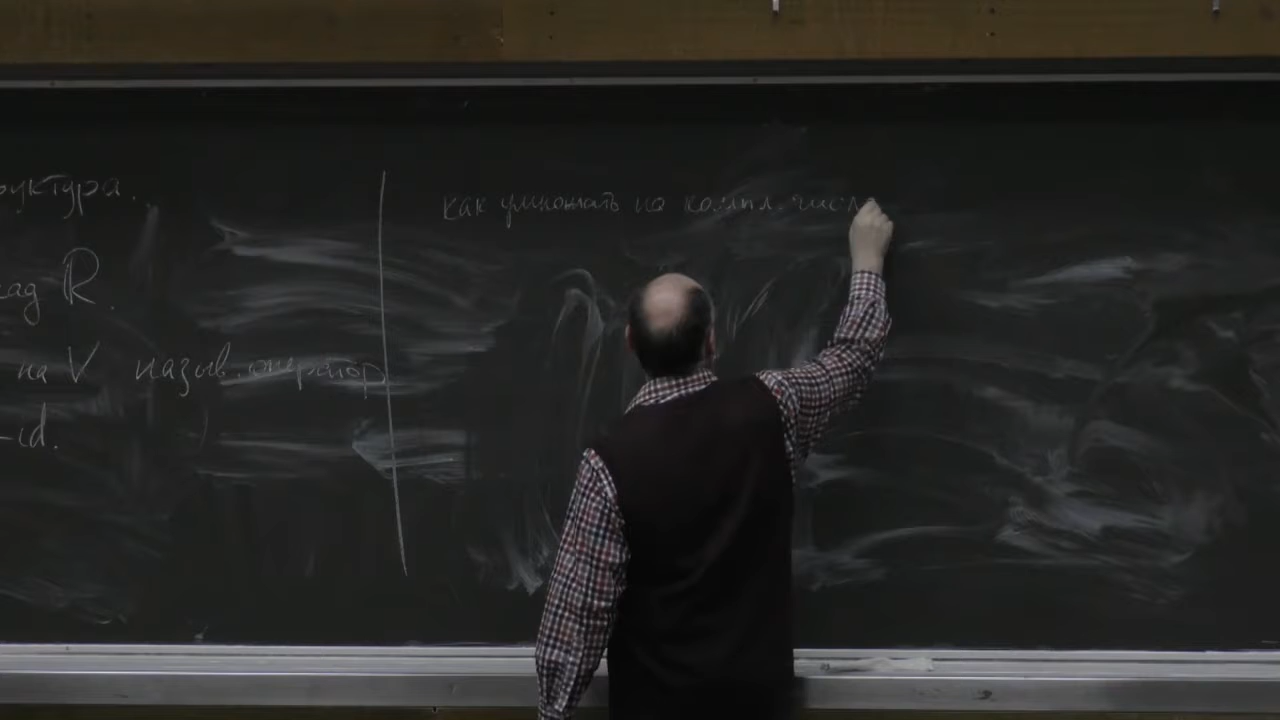 руктура.
над R.
на V назыв. оператор
-id.
как умножать на компл. числ